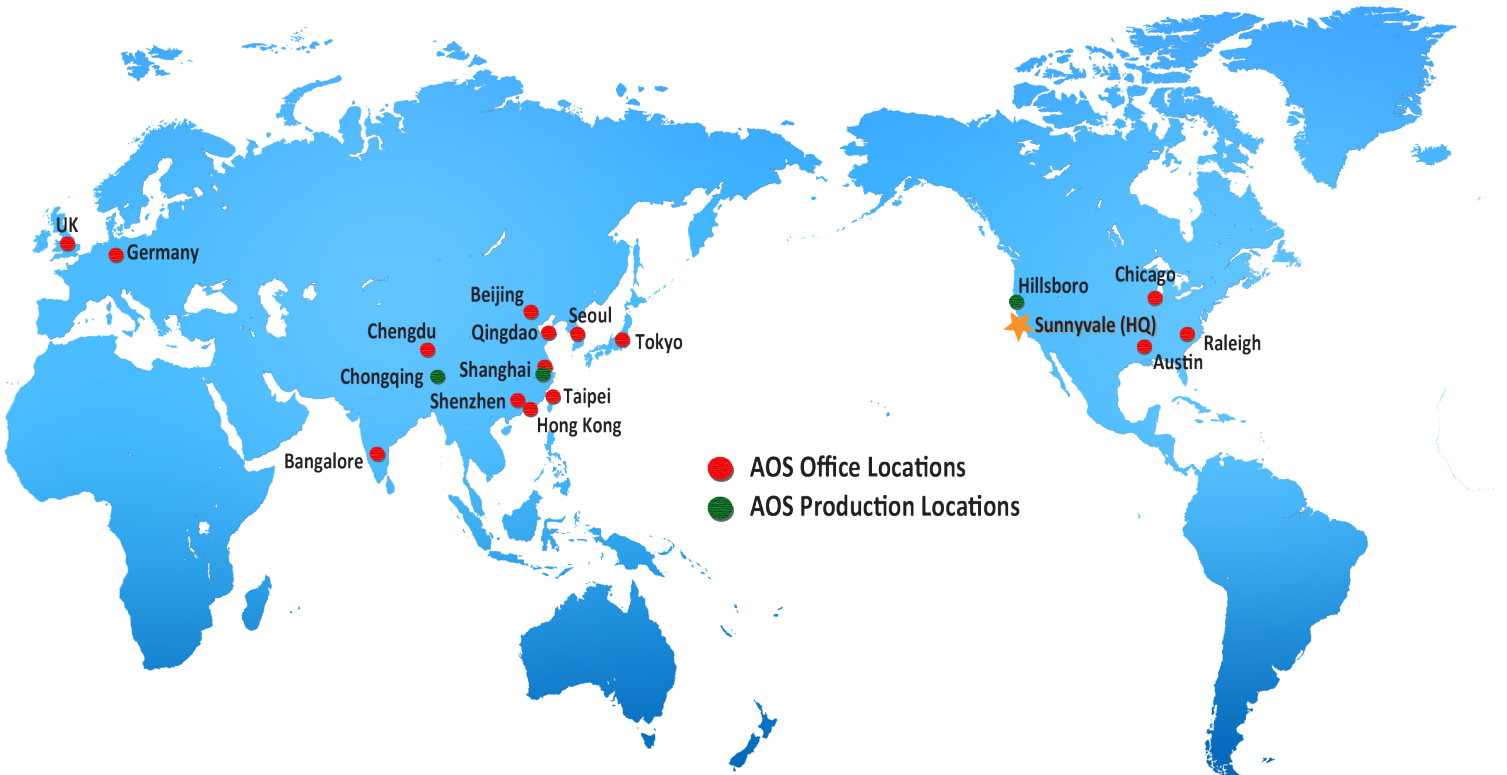 UK
Germany
Beijing
Seoul
Qingdao
Tokyo
Chengdu
Shanghai
Chongqing
Taipei
Shenzhen
Hong Kong
Bangalore
Chicago
Hillsboro
Sunnyvale (HQ)
Raleigh
Austin
AOS Office Locations
AOS Production Locations